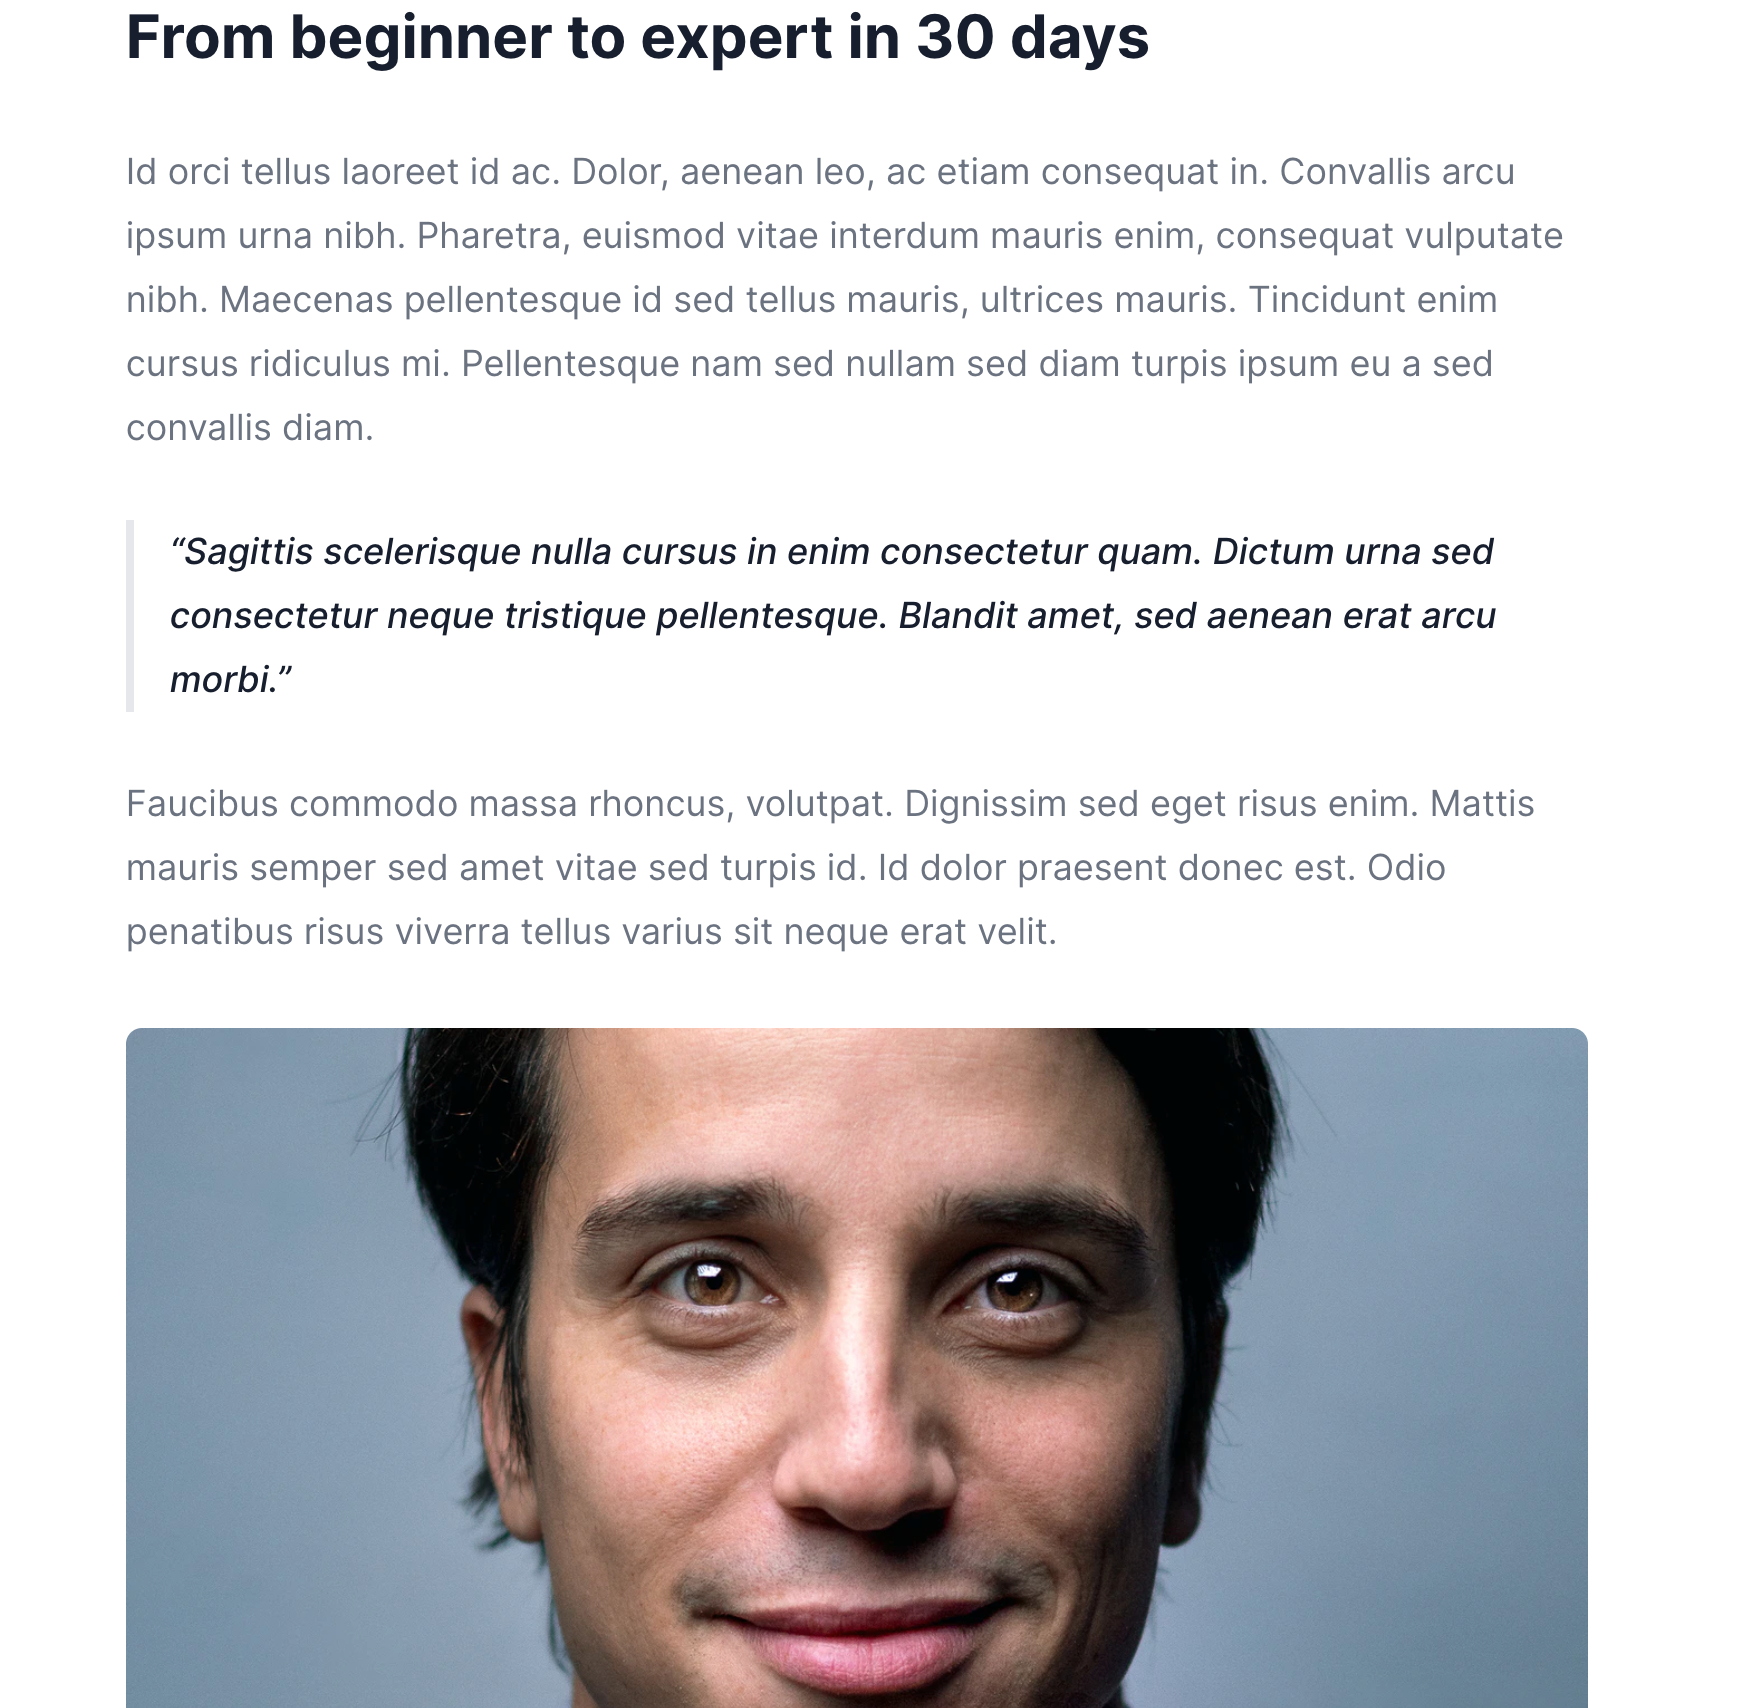 From beginner to expert in 30 days
Id orci tellus laoreet id ac. Dolor, aenean leo, ac etiam consequat in. Convallis arcu
ipsum urna nibh. Pharetra, euismod vitae interdum mauris enim, consequat vulputate
nibh. Maecenas pellentesque id sed tellus mauris, ultrices mauris. Tincidunt enim
cursus ridiculus mi. Pellentesque nam sed nullam sed diam turpis ipsum eu a sed
convallis diam.
“Sagittis scelerisque nulla cursus in enim consectetur quam. Dictum urna sed
consectetur neque tristique pellentesque. Blandit amet, sed aenean erat arcu
morbi.”
Faucibus commodo massa rhoncus, volutpat. Dignissim sed eget risus enim. Mattis
mauris semper sed amet vitae sed turpis id. Id dolor praesent donec est. Odio
penatibus risus viverra tellus varius sit neque erat velit.